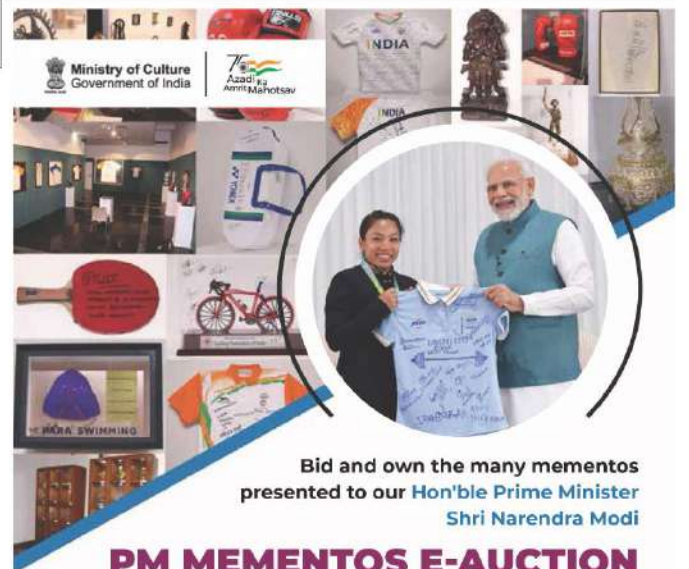 Ministry of Culture
Government of India
75
Azadi Ka
Amrit Mahotsav
INDIA
INDIA
YONEX
PARA SWIMMING
Bid and own the many mementos
presented to our Hon'ble Prime Minister
Shri Narendra Modi
PM MEMENTOS E-AUCTION